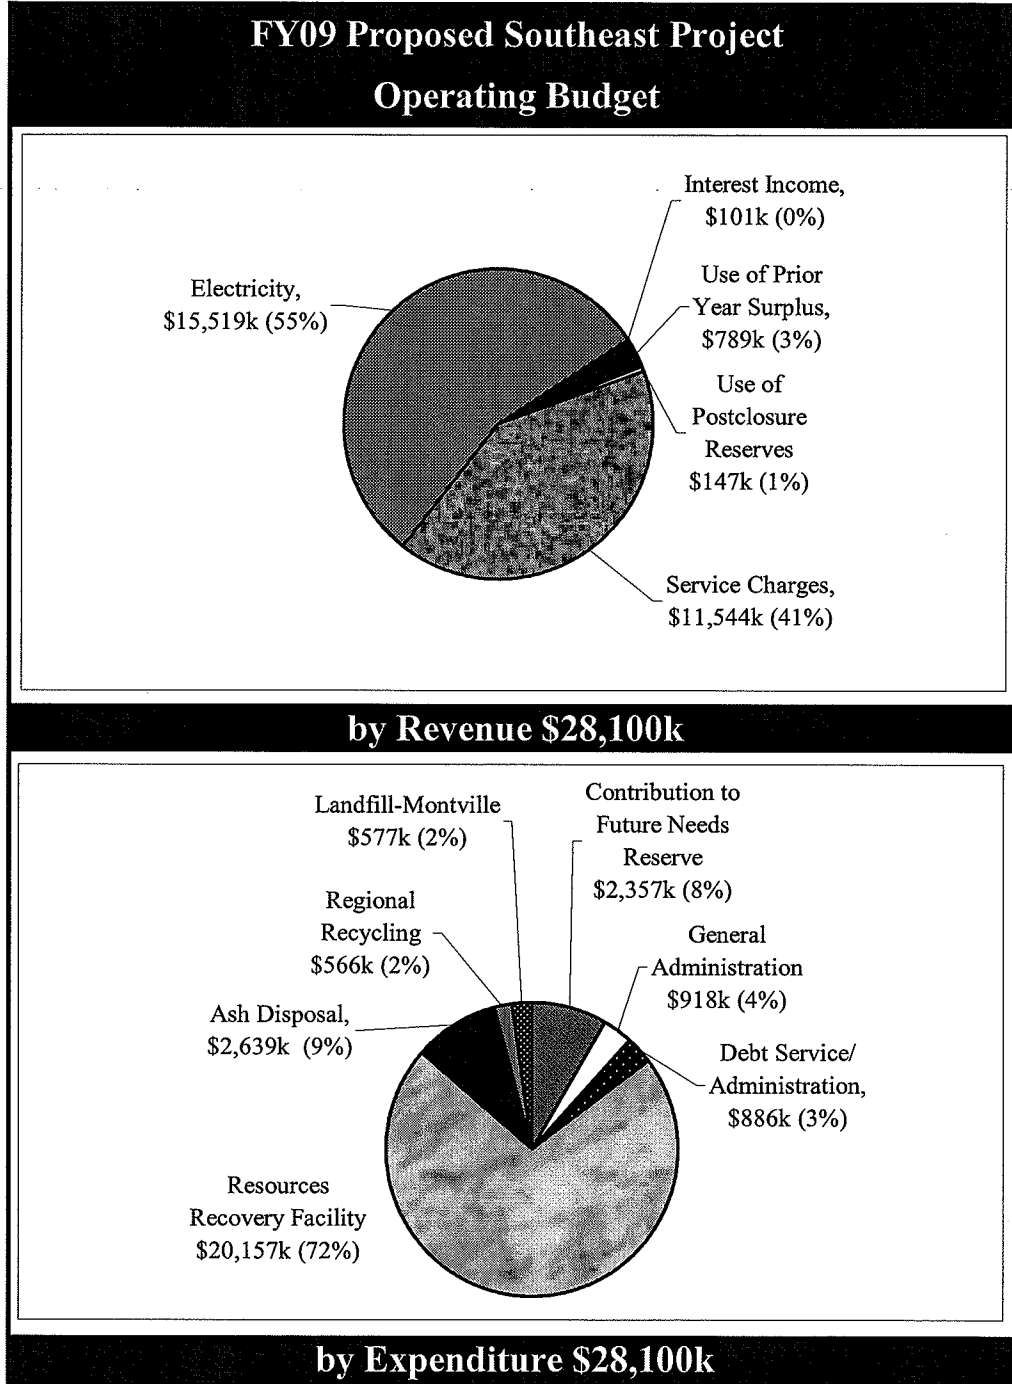 FY09 Proposed Southeast Project
Operating Budget
Interest Income,
$101k (0%)
Use of Prior
Year Surplus,
$789k (3%)
Electricity,
$15,519k (55%)
Use of
Postclosure
Reserves
$147k (1%)
Service Charges,
$11,544k (41%)
by Revenue $28,100k
Landfill-Montville
$577k (2%)
Contribution to
Future Needs
Reserve
$2,357k (8%)
Regional
Recycling
$566k (2%)
General
Administration
$918k (4%)
Ash Disposal,
$2,639k (9%)
Debt Service/
Administration,
$886k (3%)
Resources
Recovery Facility
$20,157k (72%)
by Expenditure $28,100k